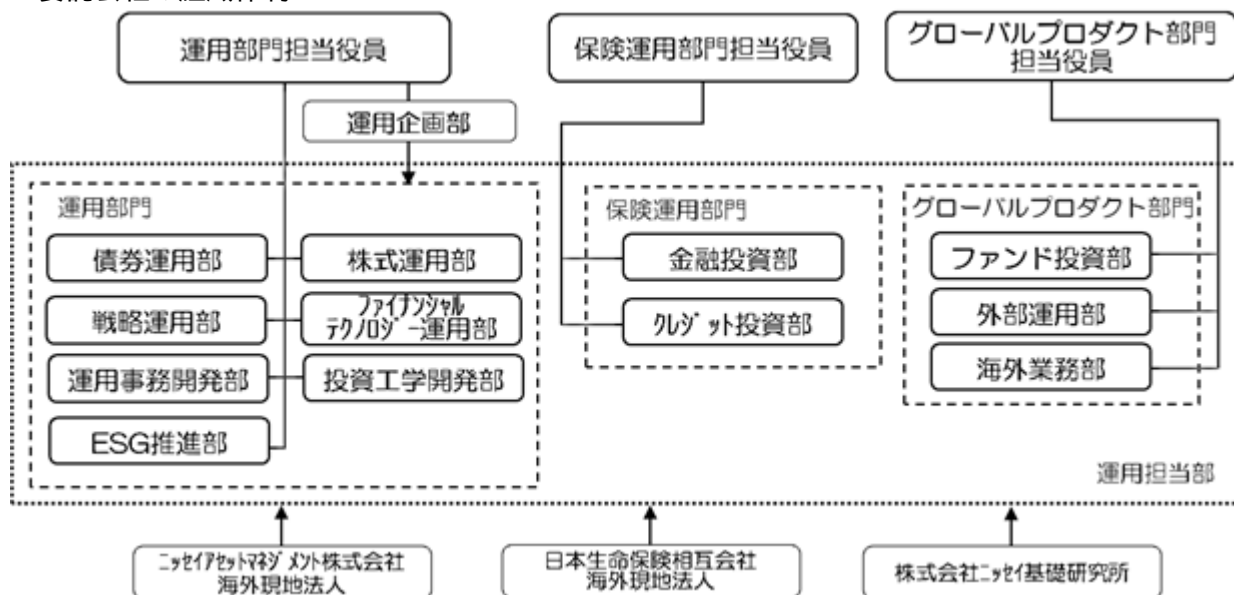 運用部門担当役員
保険運用部門担当役員
グローバルプロダクト部門
担当役員
運用企画部
運用部門
債券運用部
株式運用部
戦略運用部
ファイナンシャル
テクノロジー運用部
運用事務開発部
投資工学開発部
ESG推進部
保険運用部門
金融投資部
クレジット投資部
グローバルプロダクト部門
ファンド投資部
外部運用部
海外業務部
運用担当部
ニッセイアセットマネジメント株式会社
海外現地法人
日本生命保険相互会社
海外現地法人
株式会社ニッセイ基礎研究所